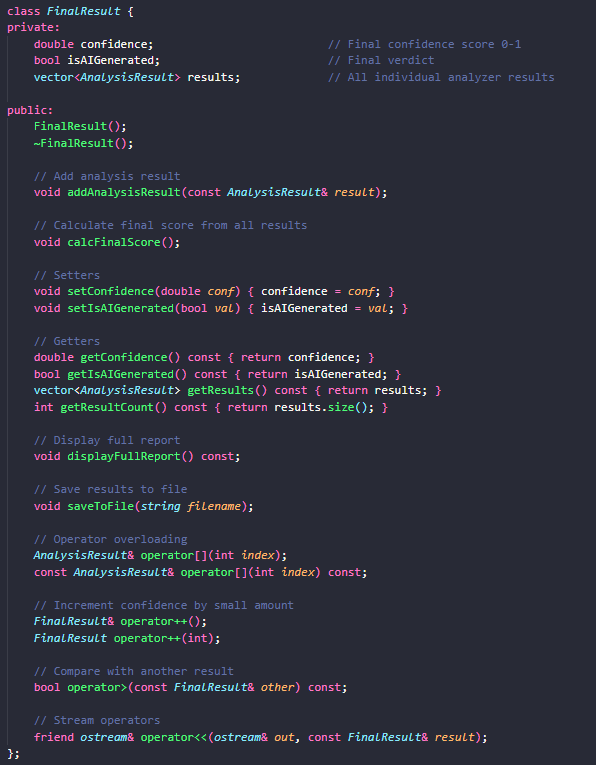 class FinalResult {
private:
    double confidence;                          // Final confidence score 0-1
    bool isAIGenerated;                         // Final verdict
    vector<AnalysisResult> results;             // All individual analyzer results

public:
    FinalResult();
    ~FinalResult();

    // Add analysis result
    void addAnalysisResult(const AnalysisResult& result);

    // Calculate final score from all results
    void calcFinalScore();

    // Setters
    void setConfidence(double conf) { confidence = conf; }
    void setIsAIGenerated(bool val) { isAIGenerated = val; }

    // Getters
    double getConfidence() const { return confidence; }
    bool getIsAIGenerated() const { return isAIGenerated; }
    vector<AnalysisResult> getResults() const { return results; }
    int getResultCount() const { return results.size(); }

    // Display full report
    void displayFullReport() const;

    // Save results to file
    void saveToFile(string filename);

    // Operator overloading
    AnalysisResult& operator[](int index);
    const AnalysisResult& operator[](int index) const;

    // Increment confidence by small amount
    FinalResult& operator++();
    FinalResult operator++(int);

    // Compare with another result
    bool operator>(const FinalResult& other) const;

    // Stream operators
    friend ostream& operator<<(ostream& out, const FinalResult& result);
};